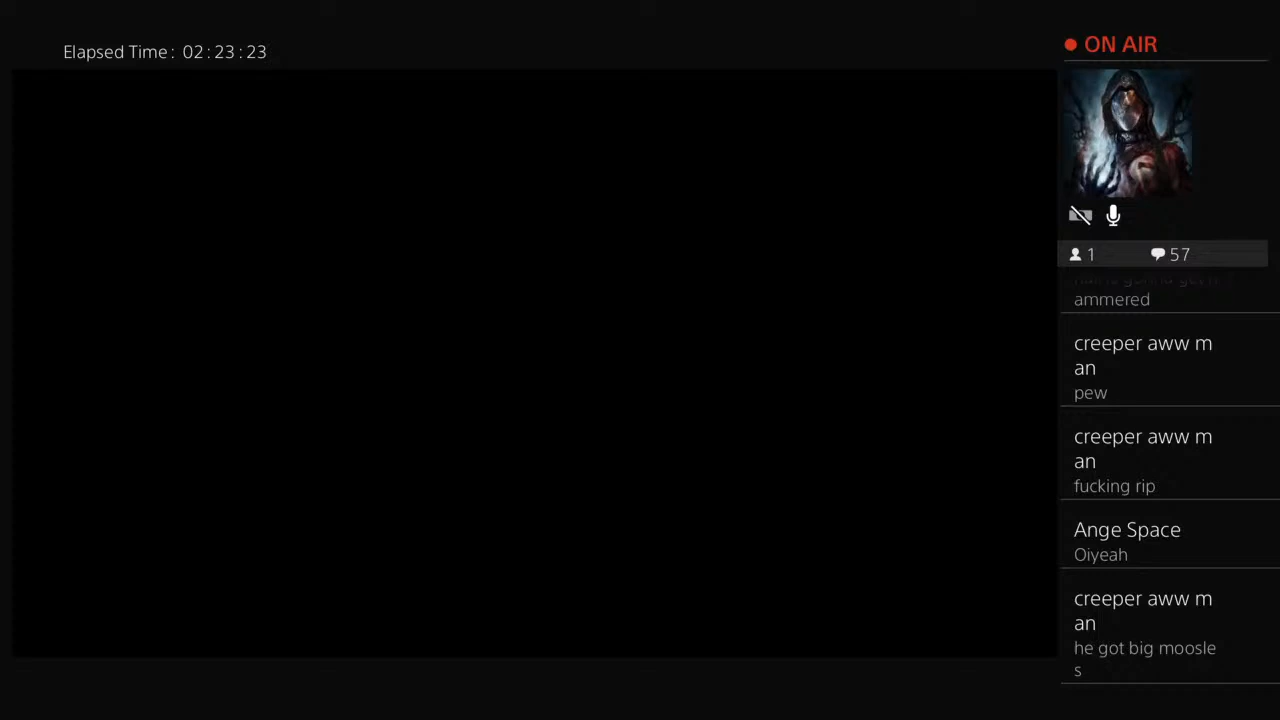 Elapsed Time: 02:23:23
ON AIR
1 57
ammered
creeper aww m
an
pew
creeper aww m
an
fucking rip
Ange Space
Oiyeah
creeper aww m
an
he got big moosle
s